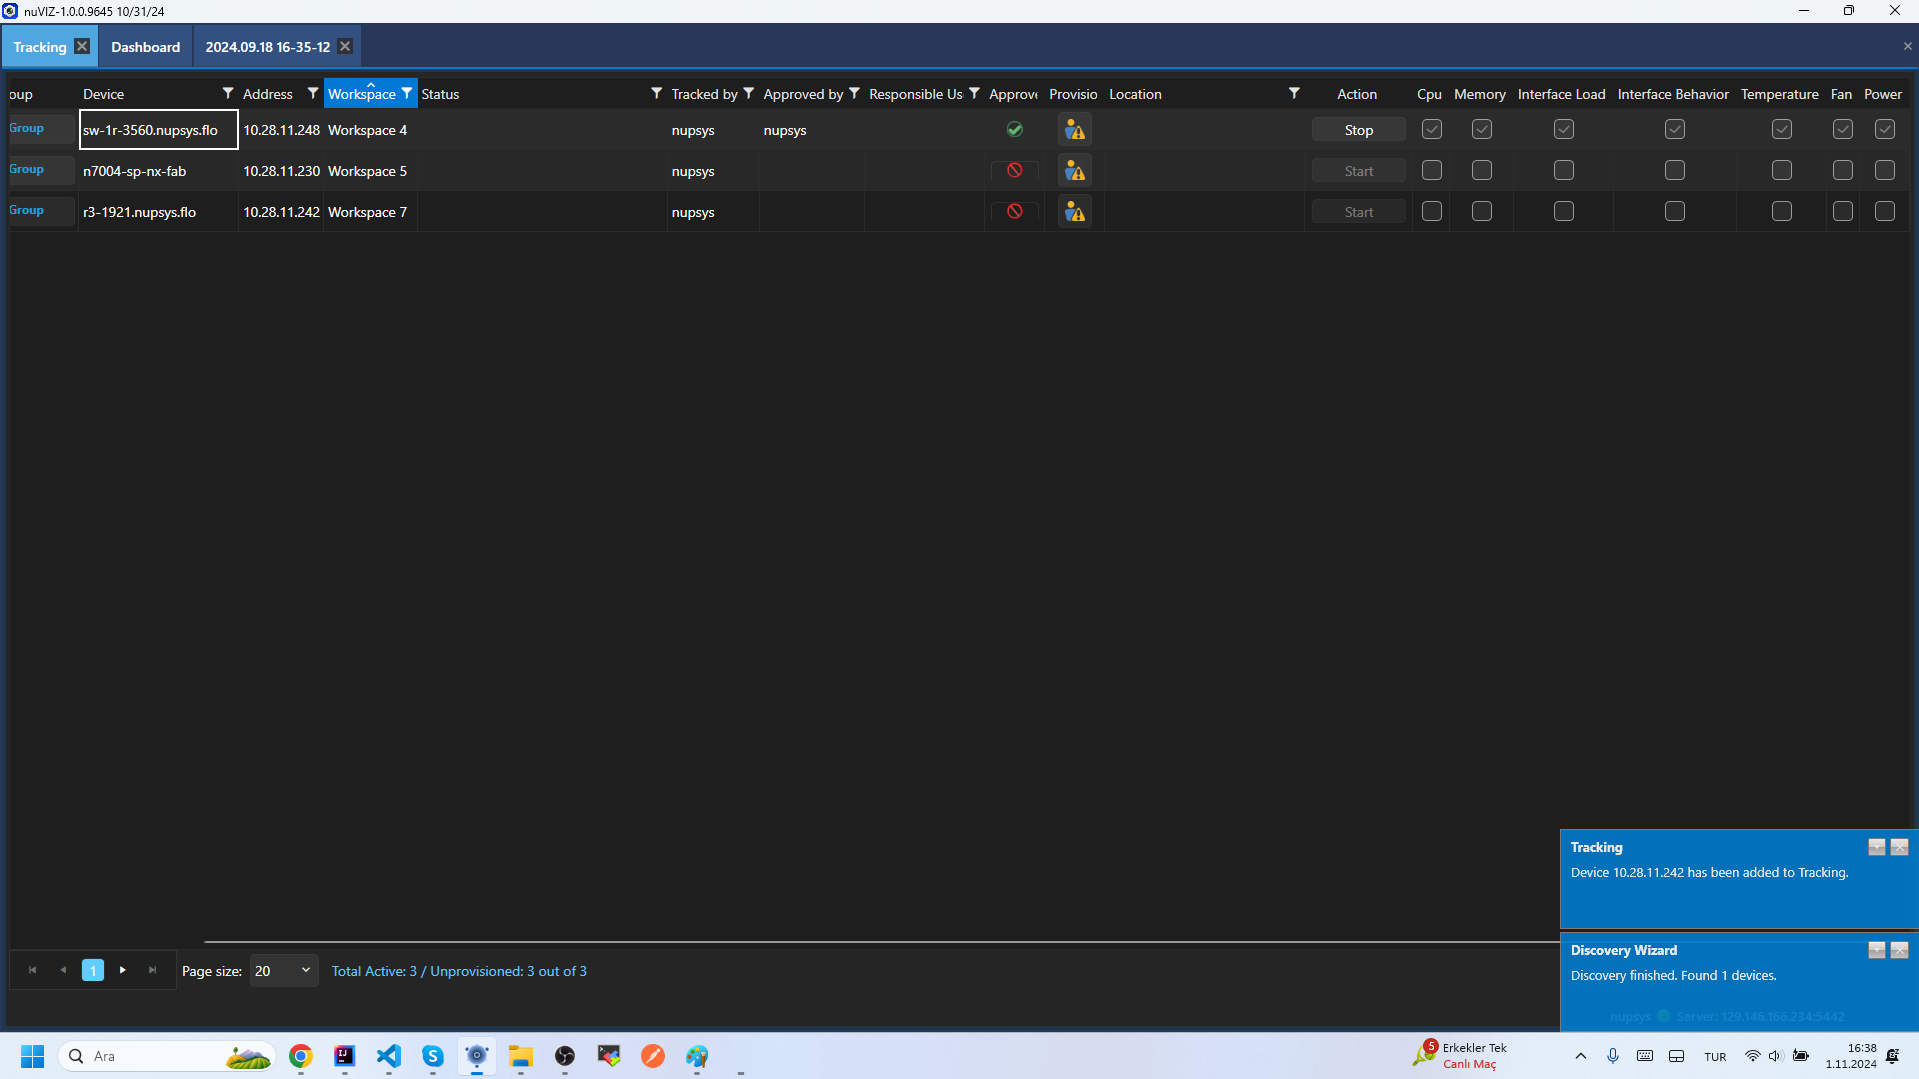 nuVIZ-1.0.0.9645 10/31/24
Tracking Dashboard 2024.09.18 16-35-12
oup Device Address Workspace Status Tracked by Approved by Responsible Us Approve Provisio Location Action Cpu Memory Interface Load Interface Behavior Temperature Fan Power
Group sw-1r-3560.nupsys.flo 10.28.11.248 Workspace 4 nupsys nupsys Stop
Group n7004-sp-nx-fab 10.28.11.230 Workspace 5 nupsys Start
Group r3-1921.nupsys.flo 10.28.11.242 Workspace 7 nupsys Start
Tracking
Device 10.28.11.242 has been added to Tracking.
Discovery Wizard
Discovery finished. Found 1 devices.
nupsys Server: 129.146.166.234:5442
1 Page size: 20 Total Active: 3 / Unprovisioned: 3 out of 3
Ara
5 Erkekler Tek
Canlı Maç
TUR
16:38
1.11.2024